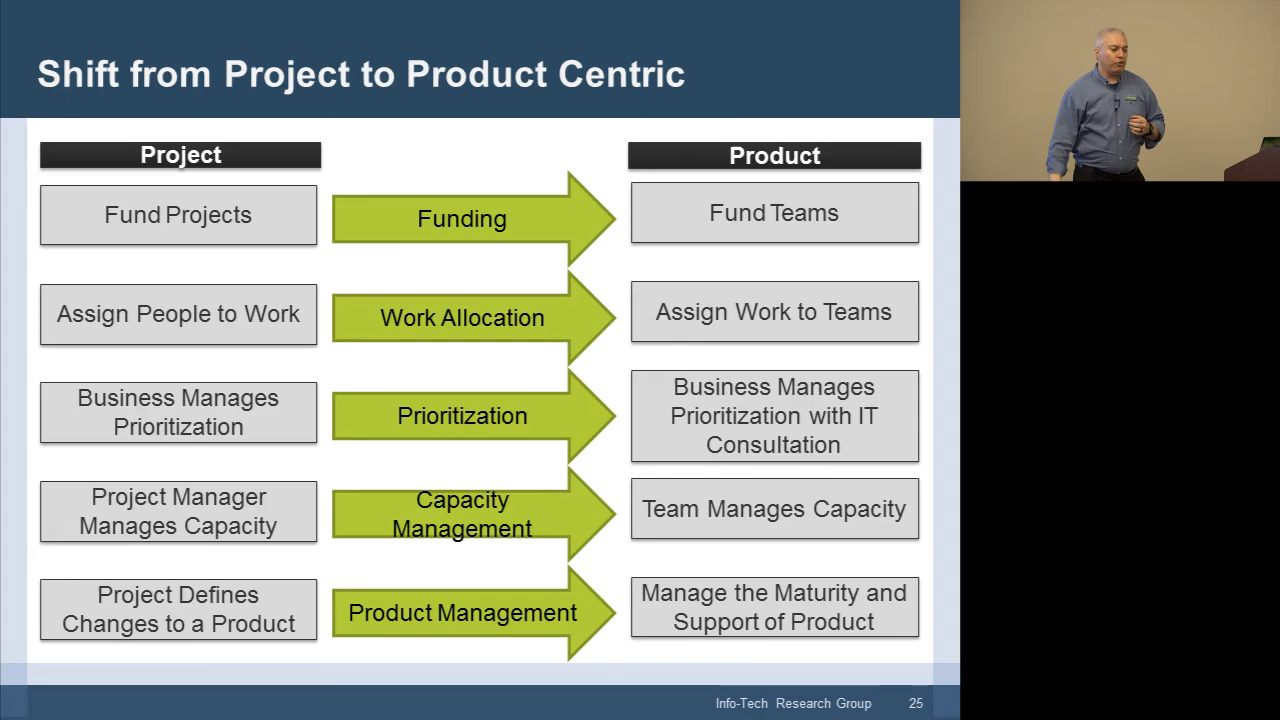 Shift from Project to Product Centric
Project
Product
Fund Projects
Funding
Fund Teams
Assign People to Work
Work Allocation
Assign Work to Teams
Business Manages
Prioritization
Prioritization
Business Manages
Prioritization with IT
Consultation
Project Manager
Manages Capacity
Capacity
Management
Team Manages Capacity
Project Defines
Changes to a Product
Product Management
Manage the Maturity and
Support of Product
Info-Tech Research Group 25